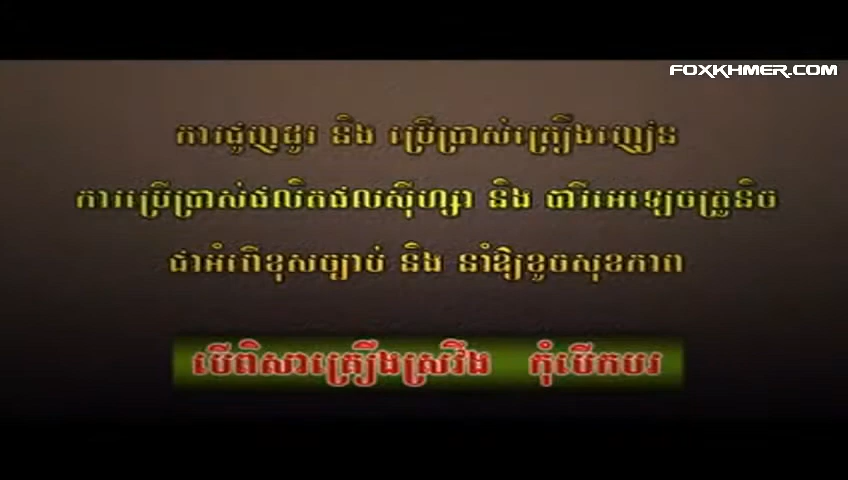 FOXKHMER.COM
ការជួញដូរ និង ប្រើប្រាស់គ្រឿងញៀន
ការប្រើប្រាស់ផលិតផលស៊ីហ្សា និង បារីអេឡេចត្រូនិច
ជាអំពើខុសច្បាប់ និង នាំឱ្យខូចសុខភាព
បើពិសាគ្រឿងស្រវឹង កុំបើកបរ